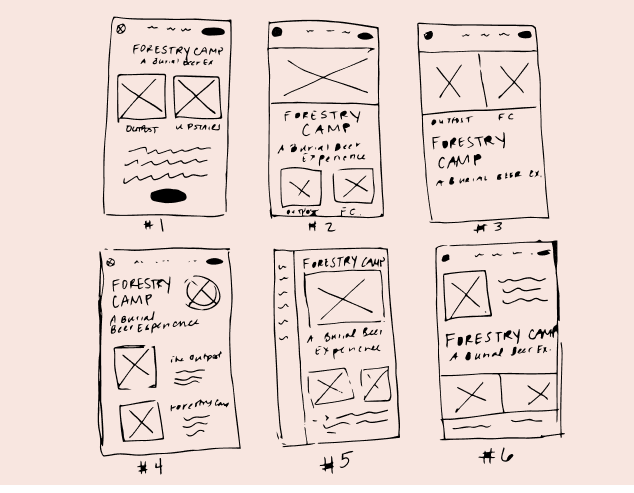 FORESTRY CAMP
A Burial Beer Ex
OUTPOST UPSTAIRS
#1
FORESTRY
CAMP
A Burial Beer
Experience
OUTPOST F.C.
#2
OUTPOST FC
FORESTRY
CAMP
A BURIAL BEER EX.
#3
FORESTRY
CAMP
A Burial
Beer Experience
The Outpost
Forestry Camp
#4
FORESTRY CAMP
A Burial Beer
Experience
#5
FORESTRY CAMP
A Burial Beer Ex.
#6